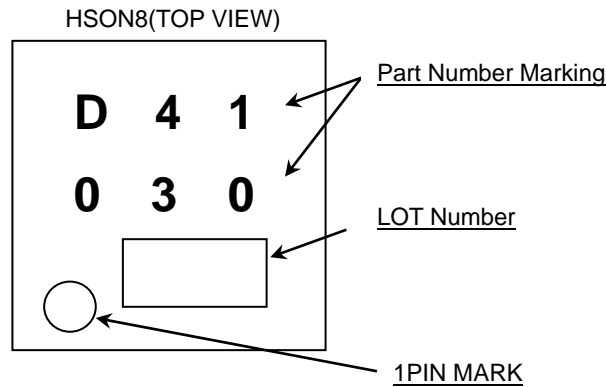 HSON8(TOP VIEW)
D 4 1
Part Number Marking
0 3 0
LOT Number
1PIN MARK